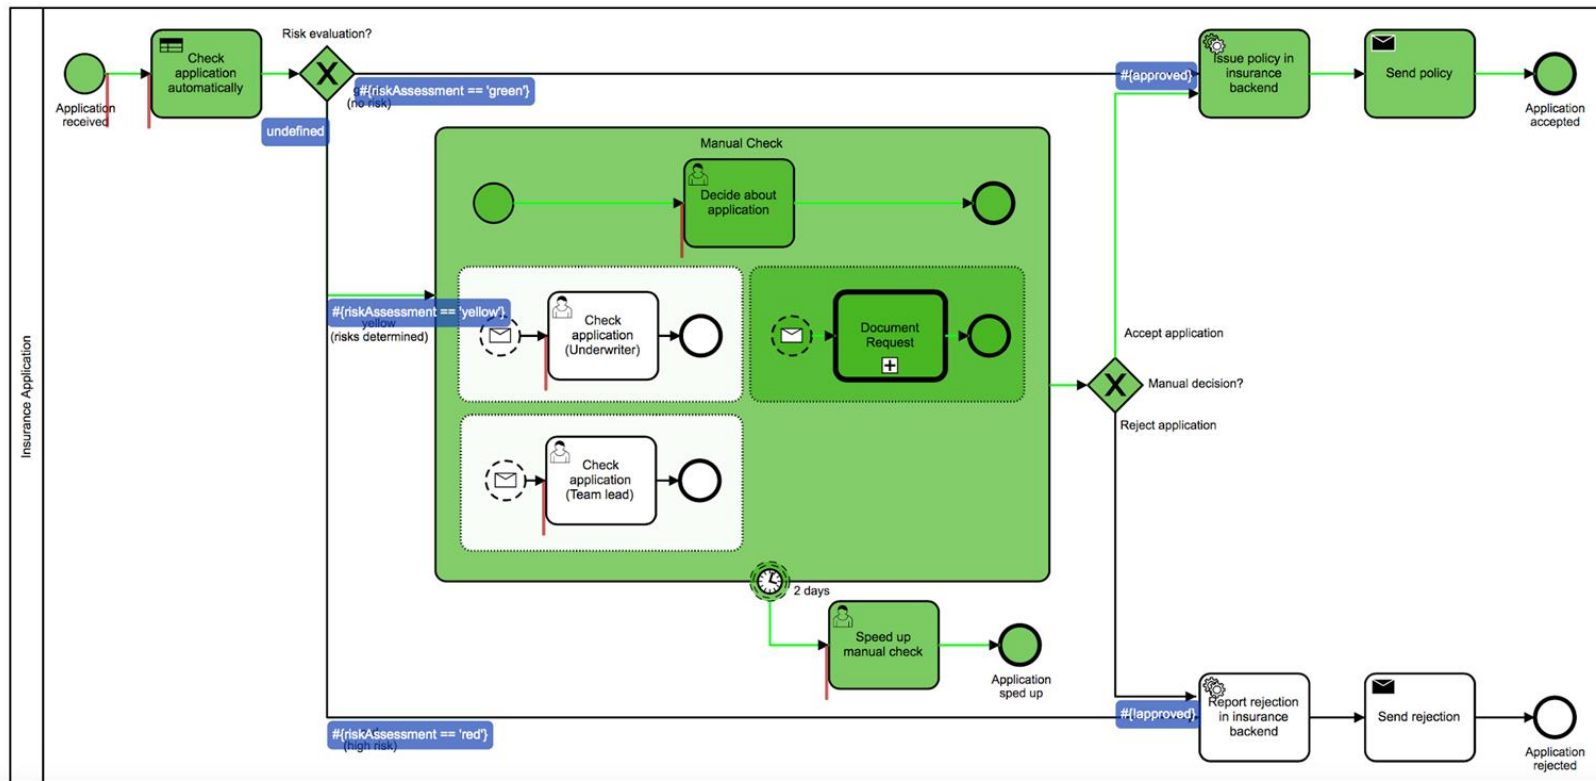 Insurance Application
Application
received
Check
application
automatically
Risk evaluation?
#{riskAssessment == 'green'}
(no risk)
undefined
#{riskAssessment == 'yellow'}
yellow
(risks determined)
#{riskAssessment == 'red'}
(high risk)
Manual Check
Decide about
application
Check
application
(Underwriter)
Document
Request
Check
application
(Team lead)
2 days
Speed up
manual check
Application
sped up
Accept application
Manual decision?
Reject application
#{approved}
Issue policy in
insurance
backend
Send policy
Application
accepted
#{!approved}
Report rejection
in insurance
backend
Send rejection
Application
rejected